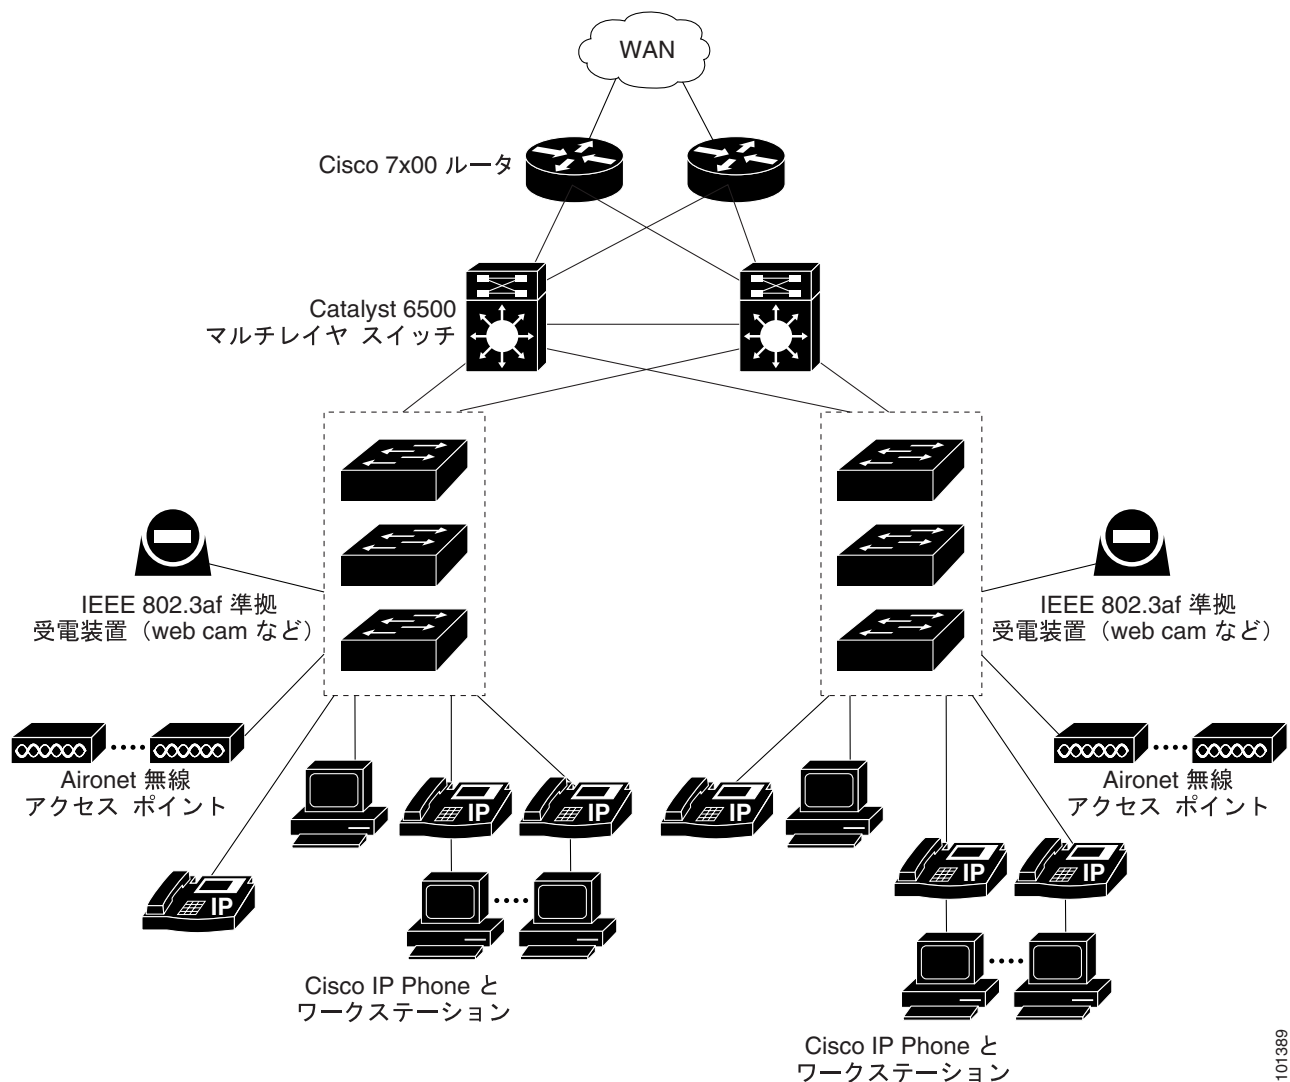 WAN
Cisco 7x00 ルータ
Catalyst 6500
マルチレイヤ スイッチ
IEEE 802.3af 準拠
受電装置（web cam など）
IEEE 802.3af 準拠
受電装置（web cam など）
Aironet 無線
アクセス ポイント
Aironet 無線
アクセス ポイント
IP
IP
IP
IP
IP
IP
Cisco IP Phone と
ワークステーション
Cisco IP Phone と
ワークステーション
101389